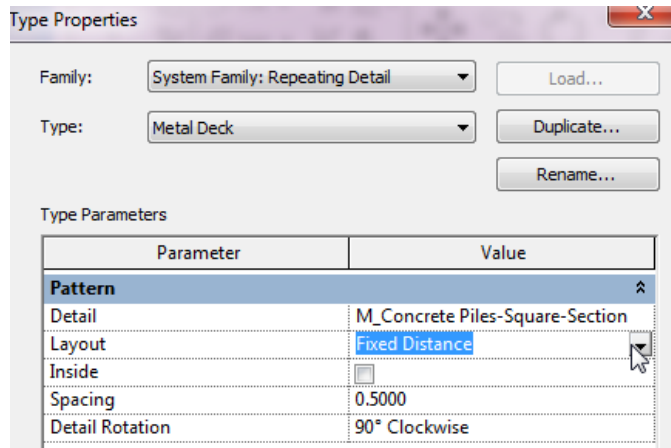 Type Properties
X
Family: System Family: Repeating Detail Load...
Type: Metal Deck Duplicate...
Rename...
Type Parameters
Parameter Value
Pattern
Detail M_Concrete Piles-Square-Section
Layout Fixed Distance
Inside
Spacing 0.5000
Detail Rotation 90° Clockwise